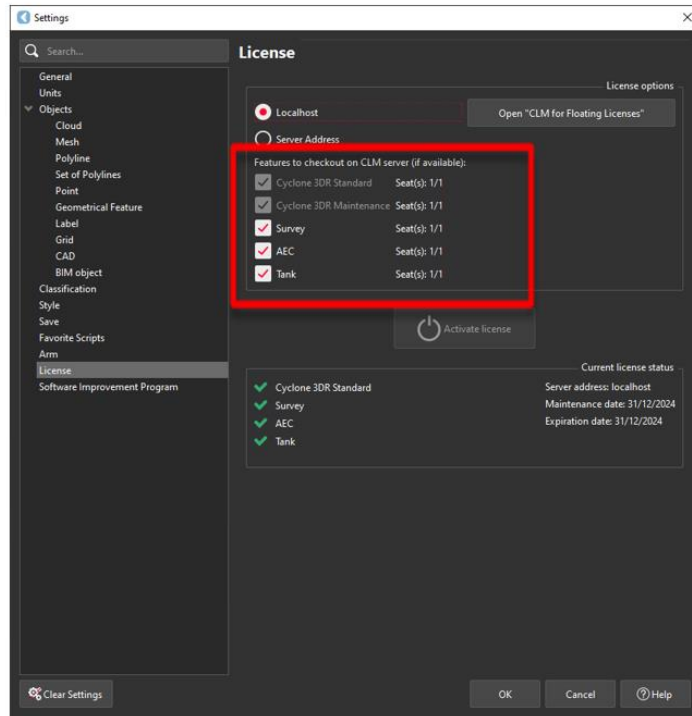 Settings
Search...
License
General
Units
Objects
Cloud
Mesh
Polyline
Set of Polylines
Point
Geometrical Feature
Label
Grid
CAD
BIM object
Classification
Style
Save
Favorite Scripts
Arm
License
Software Improvement Program
License options
Localhost
Open "CLM for Floating Licenses"
Server Address
Features to checkout on CLM server (if available):
Cyclone 3DR Standard Seat(s): 1/1
Cyclone 3DR Maintenance Seat(s): 1/1
Survey Seat(s): 1/1
AEC Seat(s): 1/1
Tank Seat(s): 1/1
Activate license
Current license status
Cyclone 3DR Standard
Survey
AEC
Tank
Server address: localhost
Maintenance date: 31/12/2024
Expiration date: 31/12/2024
Clear Settings
OK
Cancel
Help